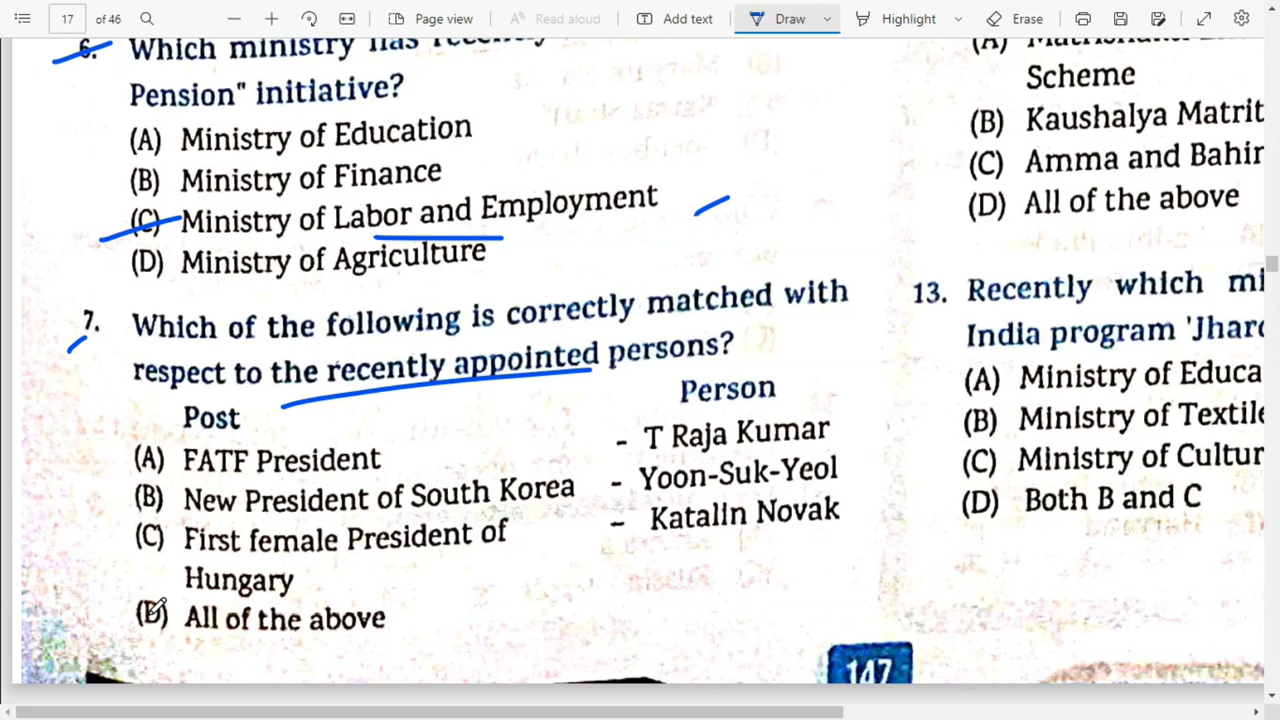 17 of 46
Page view
Read aloud
Add text
Draw
Highlight
Erase
6. Which ministry has recently
Pension" initiative?
(A) Ministry of Education
(B) Ministry of Finance
(C) Ministry of Labor and Employment
(D) Ministry of Agriculture
7. Which of the following is correctly matched with
respect to the recently appointed persons?
Post Person
(A) FATF President - T Raja Kumar
(B) New President of South Korea - Yoon-Suk-Yeol
(C) First female President of - Katalin Novak
Hungary
(D) All of the above
147
(A)
Scheme
(B) Kaushalya Matrit
(C) Amma and Bahin
(D) All of the above
13. Recently which mi
India program 'Jharo
(A) Ministry of Educa
(B) Ministry of Textile
(C) Ministry of Cultur
(D) Both B and C